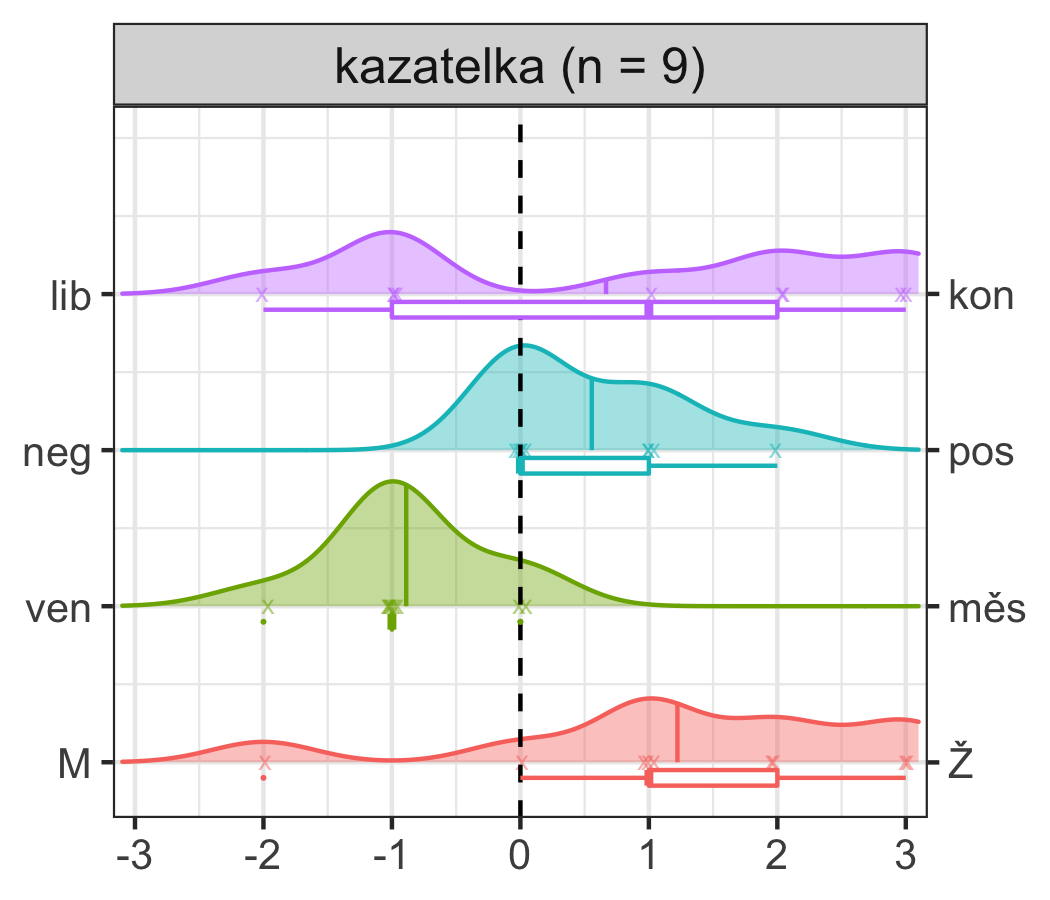 kazatelka (n = 9)
lib kon
neg pos
ven měs
M Ž
-3 -2 -1 0 1 2 3